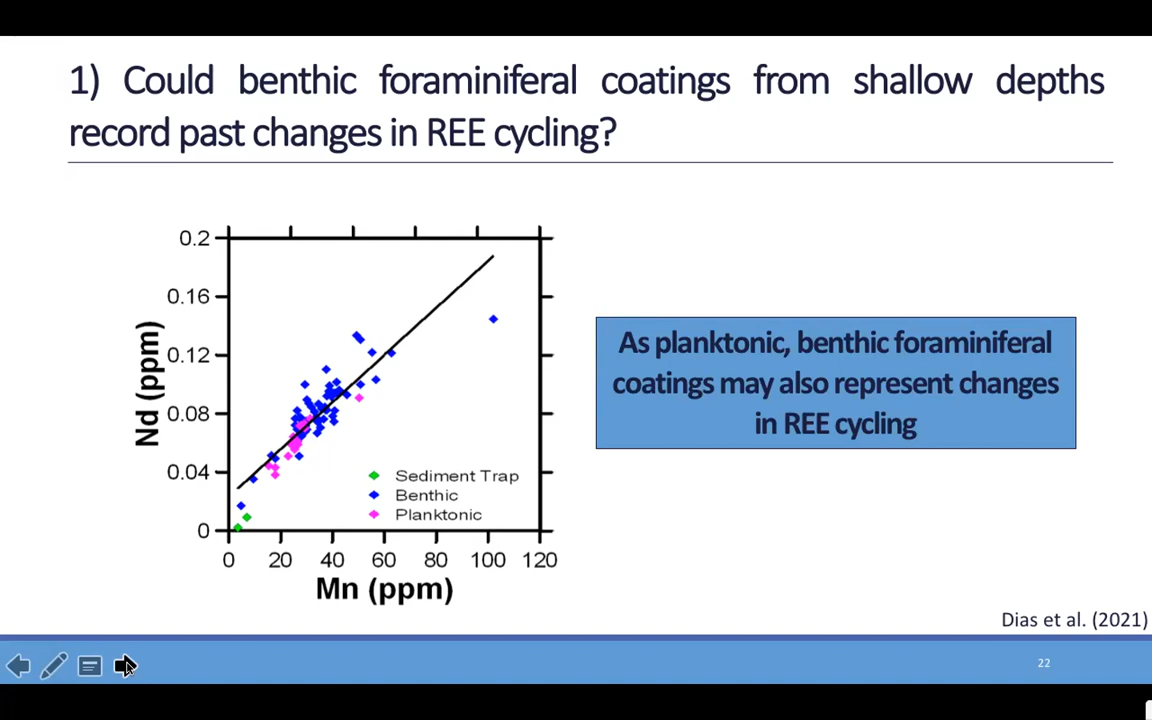 1) Could benthic foraminiferal coatings from shallow depths
record past changes in REE cycling?
0.2
0.16
0.12
0.08
0.04
0
Nd (ppm)
Sediment Trap
Benthic
Planktonic
0 20 40 60 80 100 120
Mn (ppm)
As planktonic, benthic foraminiferal
coatings may also represent changes
in REE cycling
Dias et al. (2021)
22